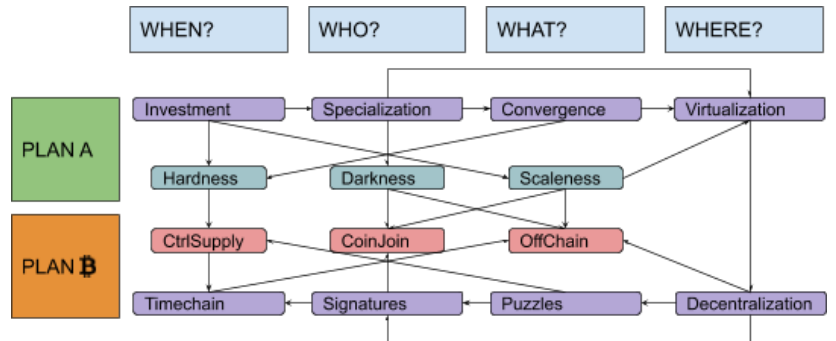 WHEN?
WHO?
WHAT?
WHERE?
PLAN A
Investment
Specialization
Convergence
Virtualization
Hardness
Darkness
Scaleness
PLAN ₿
CtrlSupply
CoinJoin
OffChain
Timechain
Signatures
Puzzles
Decentralization